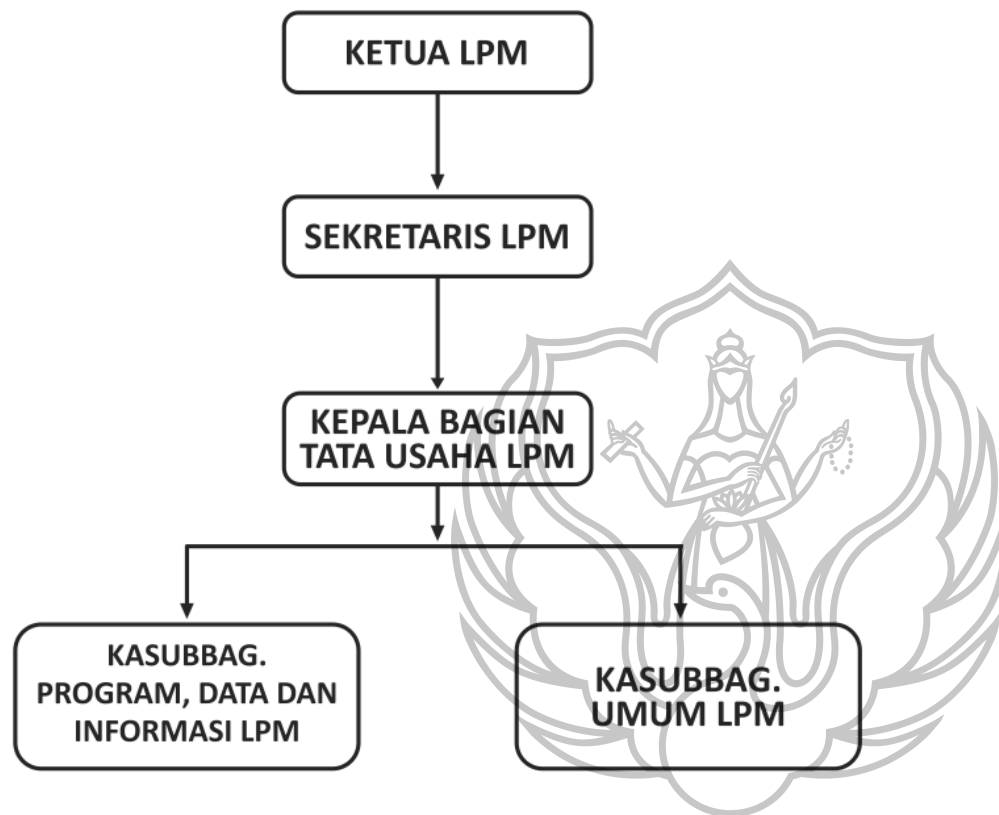 KETUA LPM
SEKRETARIS LPM
KEPALA BAGIAN
TATA USAHA LPM
KASUBBAG.
PROGRAM, DATA DAN
INFORMASI LPM
KASUBBAG.
UMUM LPM